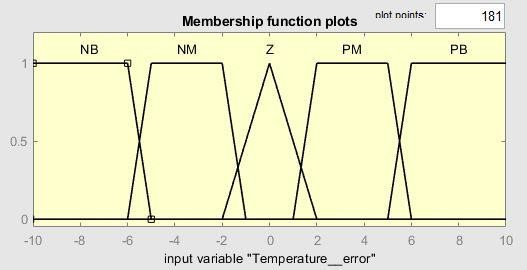 Membership function plots
plot points: 181
NB NM Z PM PB
1
0.5
0
-10 -8 -6 -4 -2 0 2 4 6 8 10
input variable "Temperature__error"